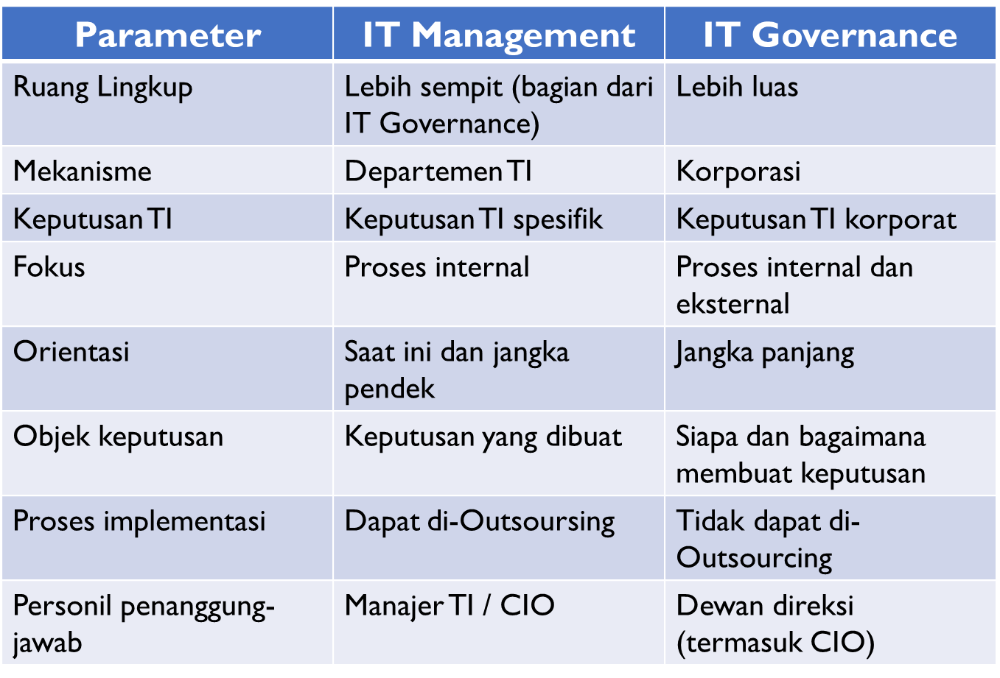 Parameter IT Management IT Governance
Ruang Lingkup Lebih sempit (bagian dari Lebih luas
IT Governance)
Mekanisme Departemen TI Korporasi
Keputusan TI Keputusan TI spesifik Keputusan TI korporat
Fokus Proses internal Proses internal dan
eksternal
Orientasi Saat ini dan jangka Jangka panjang
pendek
Objek keputusan Keputusan yang dibuat Siapa dan bagaimana
membuat keputusan
Proses implementasi Dapat di-Outsoursing Tidak dapat di-
Outsourcing
Personil penanggung- Manajer TI / CIO Dewan direksi
jawab (termasuk CIO)